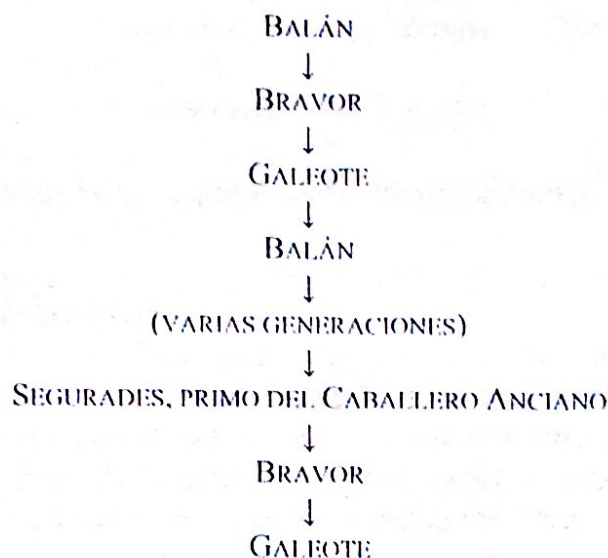 BALÁN
↓
BRAVOR
↓
GALEOTE
↓
BALÁN
↓
(VARIAS GENERACIONES)
↓
SEGURADES, PRIMO DEL CABALLERO ANCIANO
↓
BRAVOR
↓
GALEOTE